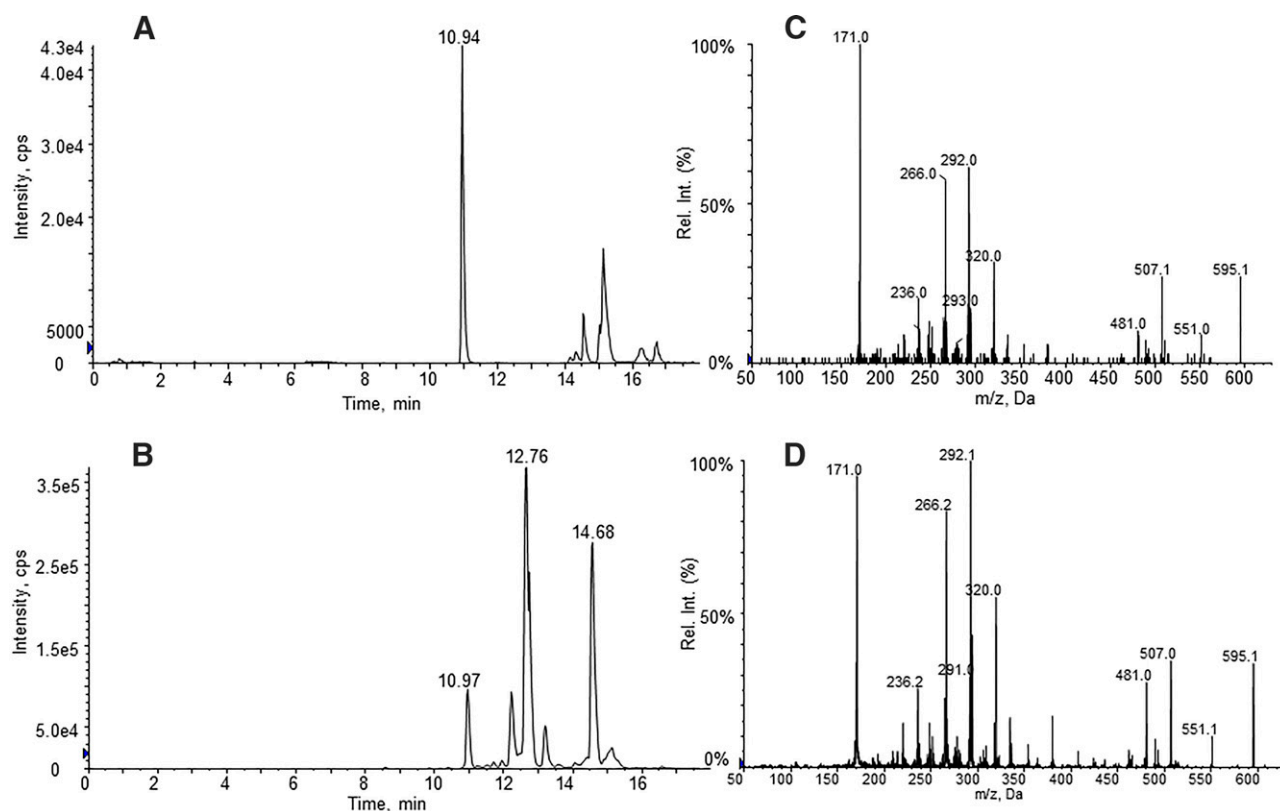 A
10.94
4.3e4
4.0e4
3.0e4
2.0e4
5000
0
Intensity, cps
0 2 4 6 8 10 12 14 16
Time, min
C
100%
50%
0%
Rel. Int. (%)
171.0
266.0
292.0
236.0
293.0
320.0
481.0
507.1
551.0
595.1
50 100 150 200 250 300 350 400 450 500 550 600
m/z, Da
B
12.76
14.68
10.97
3.5e5
2.5e5
1.5e5
5.0e4
0
Intensity, cps
0 2 4 6 8 10 12 14 16
Time, min
D
100%
50%
0%
Rel. Int. (%)
292.1
171.0
266.2
320.0
236.2
291.0
481.0
507.0
551.1
595.1
50 100 150 200 250 300 350 400 450 500 550 600
m/z, Da